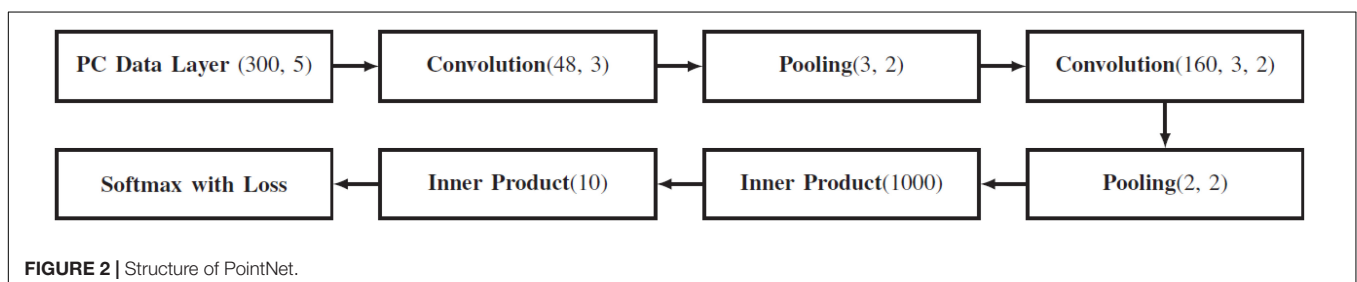 PC Data Layer (300, 5)
Convolution(48, 3)
Pooling(3, 2)
Convolution(160, 3, 2)
Pooling(2, 2)
Inner Product(1000)
Inner Product(10)
Softmax with Loss
FIGURE 2 | Structure of PointNet.